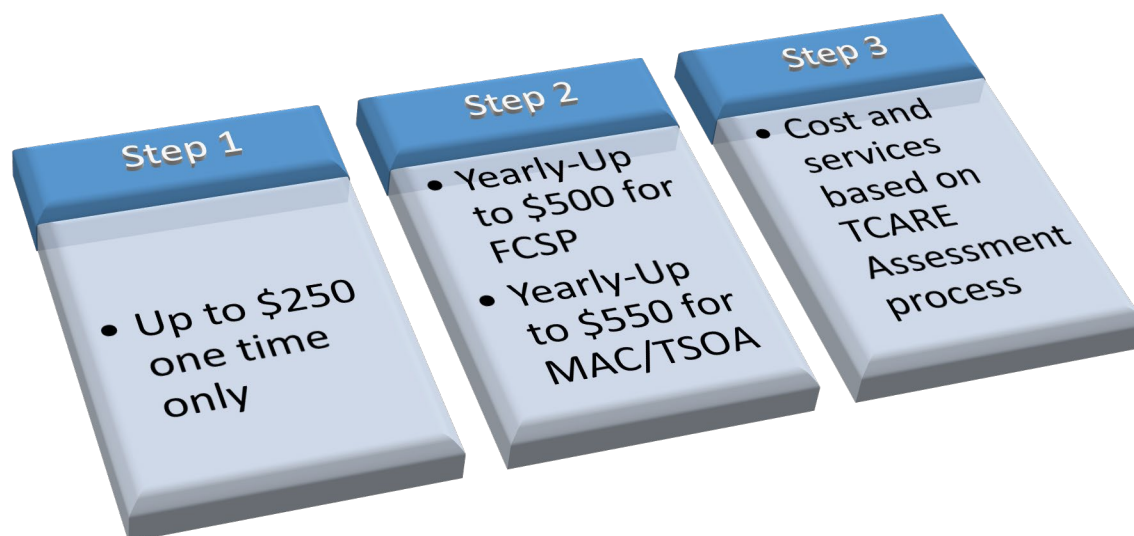 Step 1
• Up to $250
one time
only
Step 2
• Yearly-Up
to $500 for
FCSP
• Yearly-Up
to $550 for
MAC/TSOA
Step 3
• Cost and
services
based on
TCARE
Assessment
process